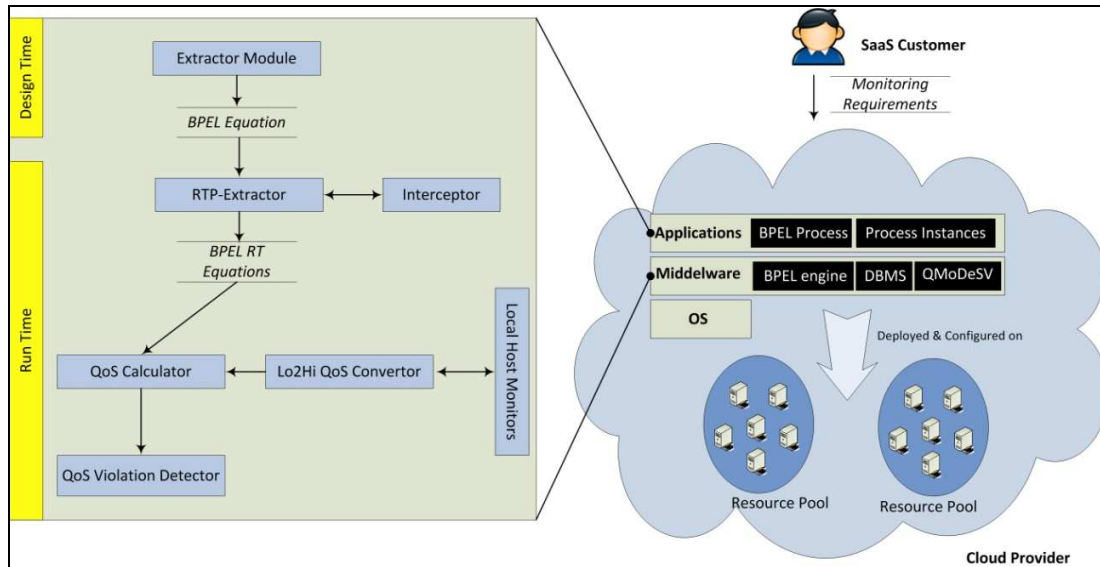 Design Time
Extractor Module
BPEL Equation
Run Time
RTP-Extractor
Interceptor
BPEL RT
Equations
QoS Calculator
Lo2Hi QoS Convertor
Local Host
Monitors
QoS Violation Detector
SaaS Customer
Monitoring
Requirements
Applications
BPEL Process
Process Instances
Middelware
BPEL engine
DBMS
QMoDeSV
OS
Deployed & Configured on
Resource Pool
Resource Pool
Cloud Provider